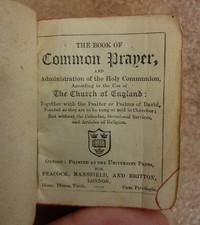 THE BOOK OF
Common Prayer,
AND
Administration of the Holy Communion,
According to the Use of
The Church of England:
Together with the Psalter or Psalms of David,
Pointed as they are to be sung or said in Churches;
But without the Calendar, Occasional Services,
and Articles of Religion.
OXFORD: PRINTED AT THE UNIVERSITY PRESS,
FOR
PEACOCK, MANSFIELD, AND BRITTON,
LONDON.
Cum Privilegio.